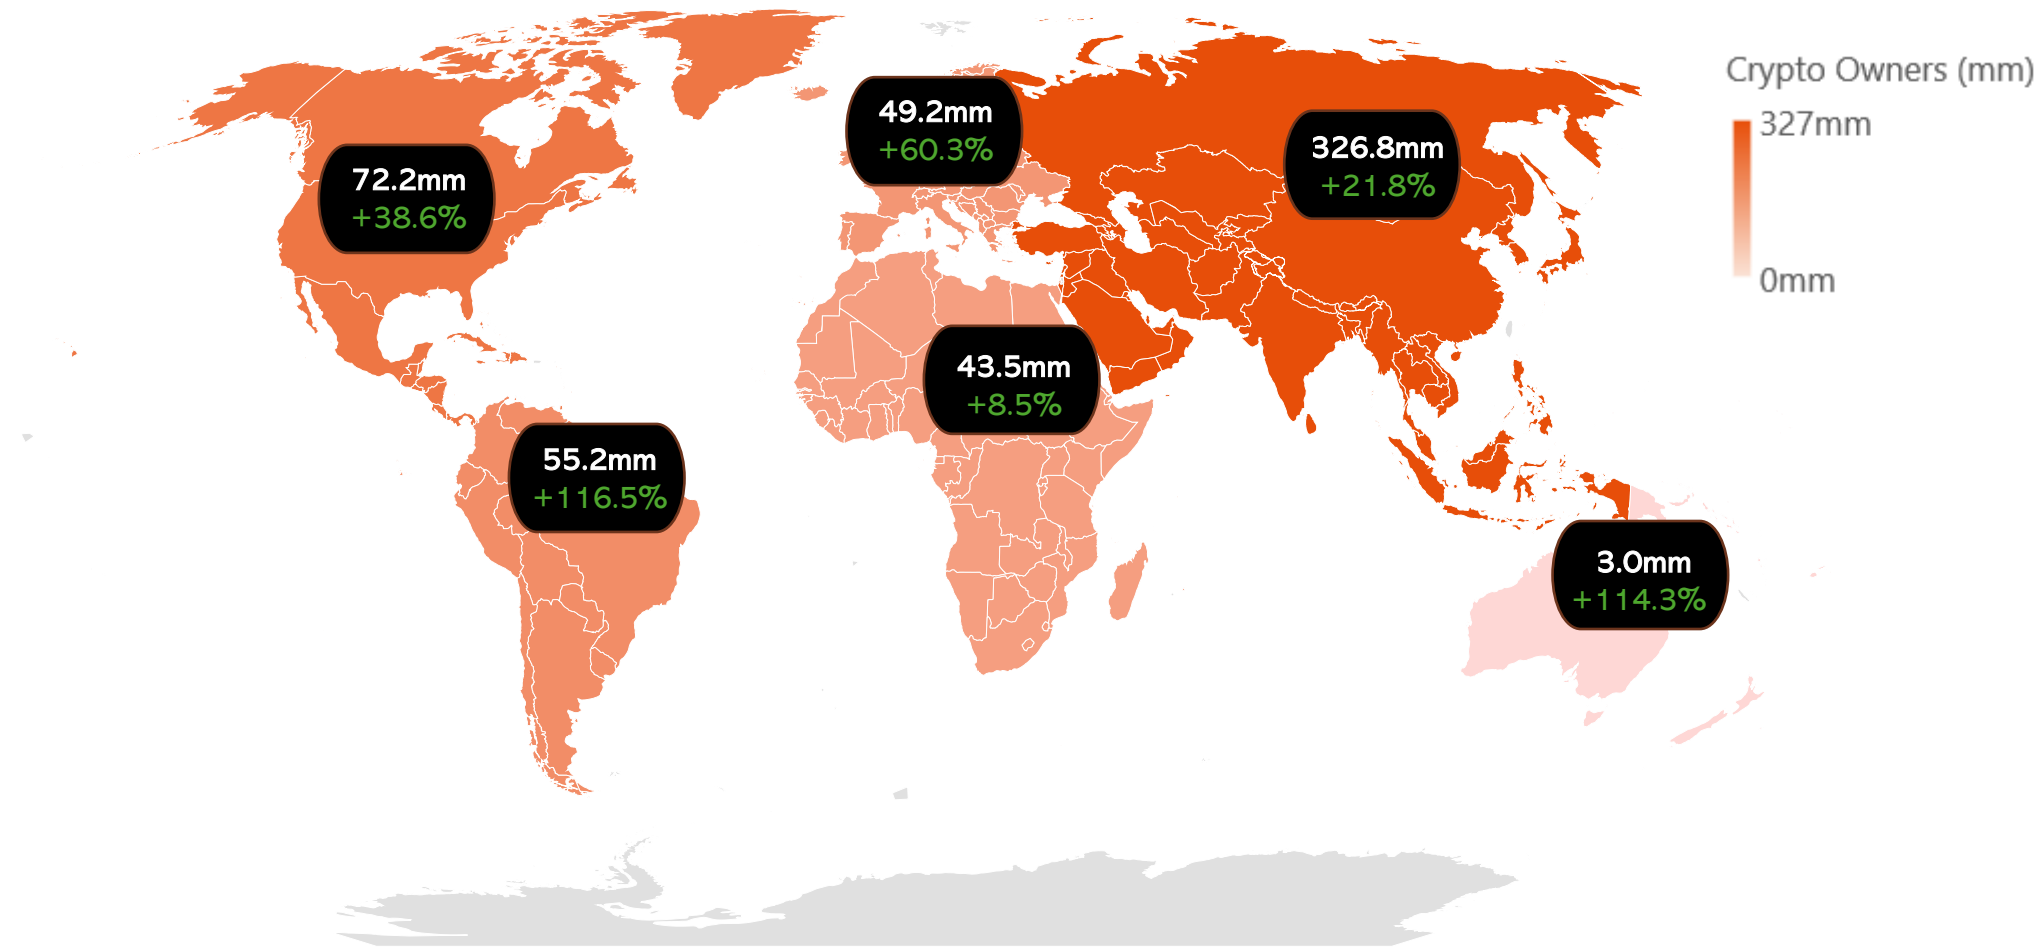 Crypto Owners (mm)
327mm
0mm
49.2mm
+60.3%
326.8mm
+21.8%
72.2mm
+38.6%
43.5mm
+8.5%
55.2mm
+116.5%
3.0mm
+114.3%